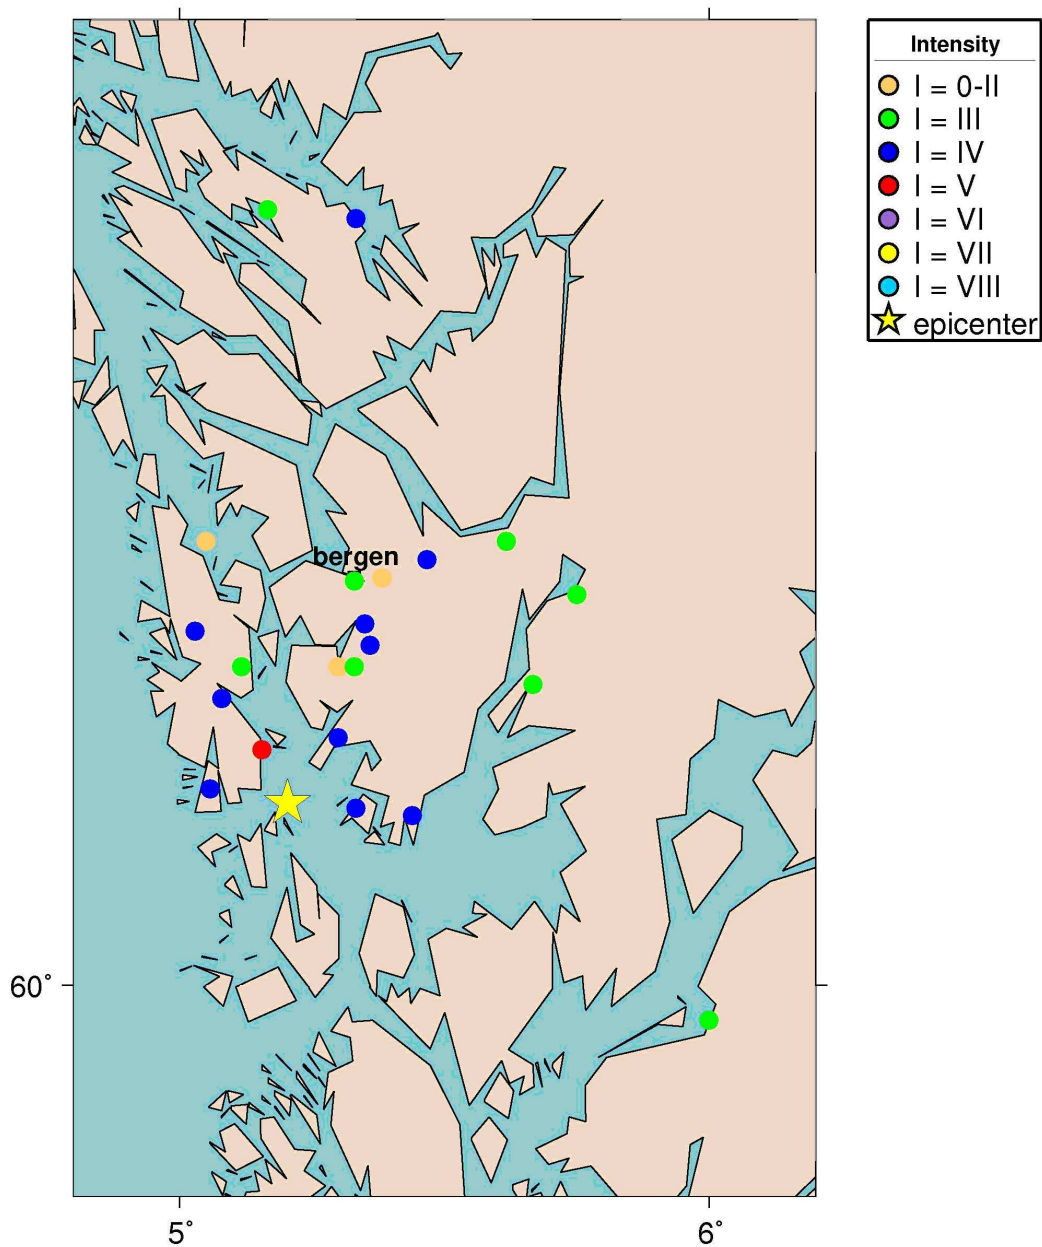 Intensity
I = 0-II
I = III
I = IV
I = V
I = VI
I = VII
I = VIII
epicenter
bergen
60°
5°
6°